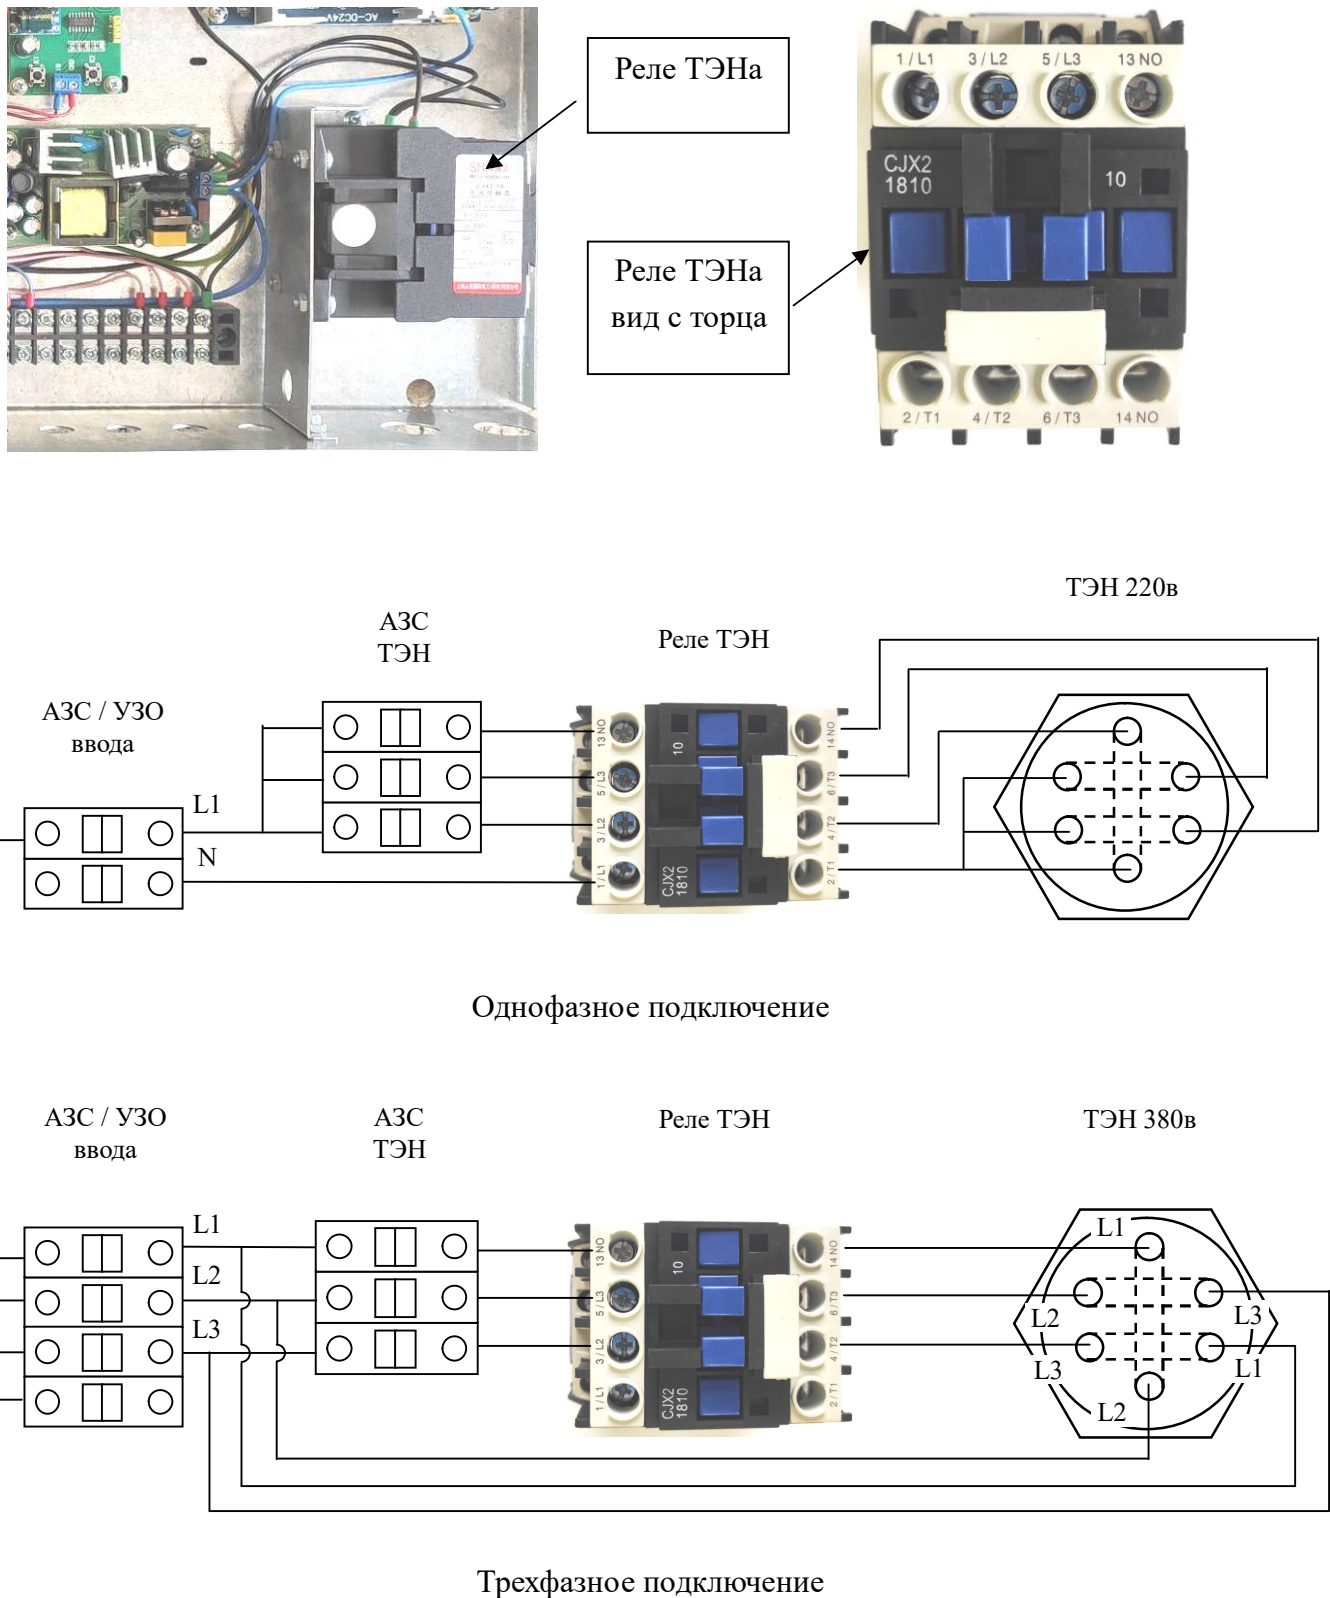 AC-DC24V
Реле ТЭНа
Реле ТЭНа
вид с торца
1/L1 3/L2 5/L3 13 NO
CJX2
1810
10
2/T1 4/T2 6/T3 14 NO
ТЭН 220в
АЗС
ТЭН
Реле ТЭН
АЗС / УЗО
ввода
L1
N
13 NO
5/L3
3/L2
1/L1
10
CJX2
1810
14 NO
6/T3
4/T2
2/T1
Однофазное подключение
АЗС / УЗО
ввода
АЗС
ТЭН
Реле ТЭН
ТЭН 380в
L1
L2
L3
13 NO
5/L3
3/L2
1/L1
10
CJX2
1810
14 NO
6/T3
4/T2
2/T1
L1
L2
L3
L3
L1
L2
Трехфазное подключение